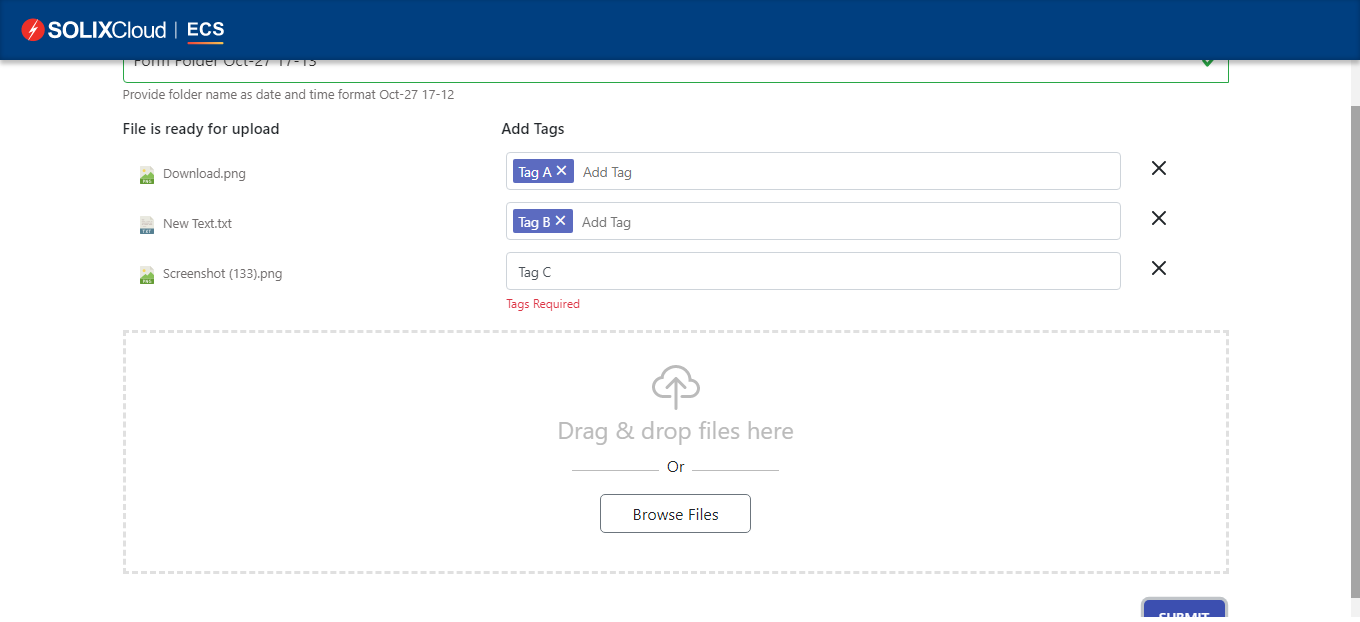 SOLIXCloud | ECS
Form Folder Oct-27 17-13
Provide folder name as date and time format Oct-27 17-12
File is ready for upload
Add Tags
Download.png
Tag A
Add Tag
New Text.txt
Tag B
Add Tag
Screenshot (133).png
Tag C
Tags Required
Drag & drop files here
Or
Browse Files
SUBMIT